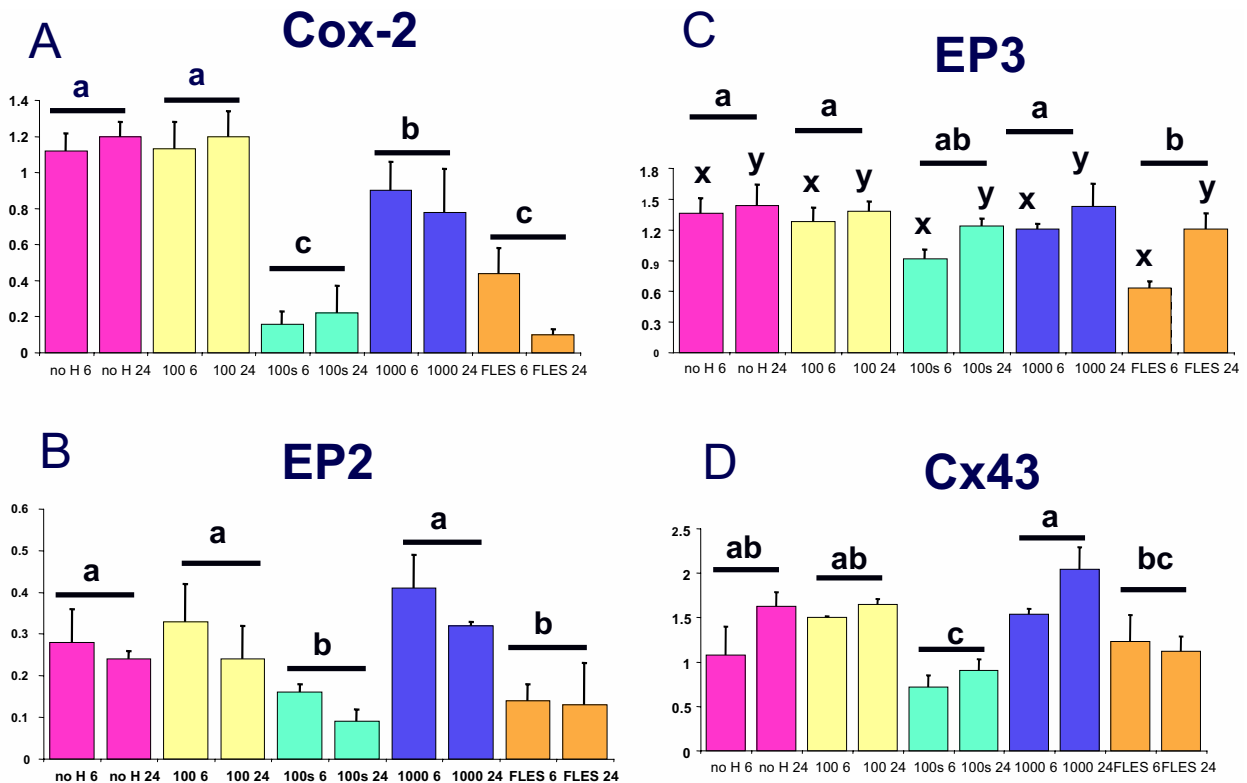 A
Cox-2
a
a
b
c
c
1.4
1.2
1
0.8
0.6
0.4
0.2
0
no H 6 no H 24 100 6 100 24 100s 6 100s 24 1000 6 1000 24 FLES 6 FLES 24
C
EP3
a
a
ab
a
b
x y x y x y x y x y
1.8
1.5
1.2
0.9
0.6
0.3
0
no H 6 no H 24 100 6 100 24 100s 6 100s 24 1000 6 1000 24 FLES 6 FLES 24
B
EP2
a
a
b
a
b
0.6
0.5
0.4
0.3
0.2
0.1
0
no H 6 no H 24 100 6 100 24 100s 6 100s 24 1000 6 1000 24 FLES 6 FLES 24
D
Cx43
ab
ab
c
a
bc
2.5
2
1.5
1
0.5
0
no H 6 no H 24 100 6 100 24 100s 6 100s 24 1000 6 1000 24 FLES 6 FLES 24